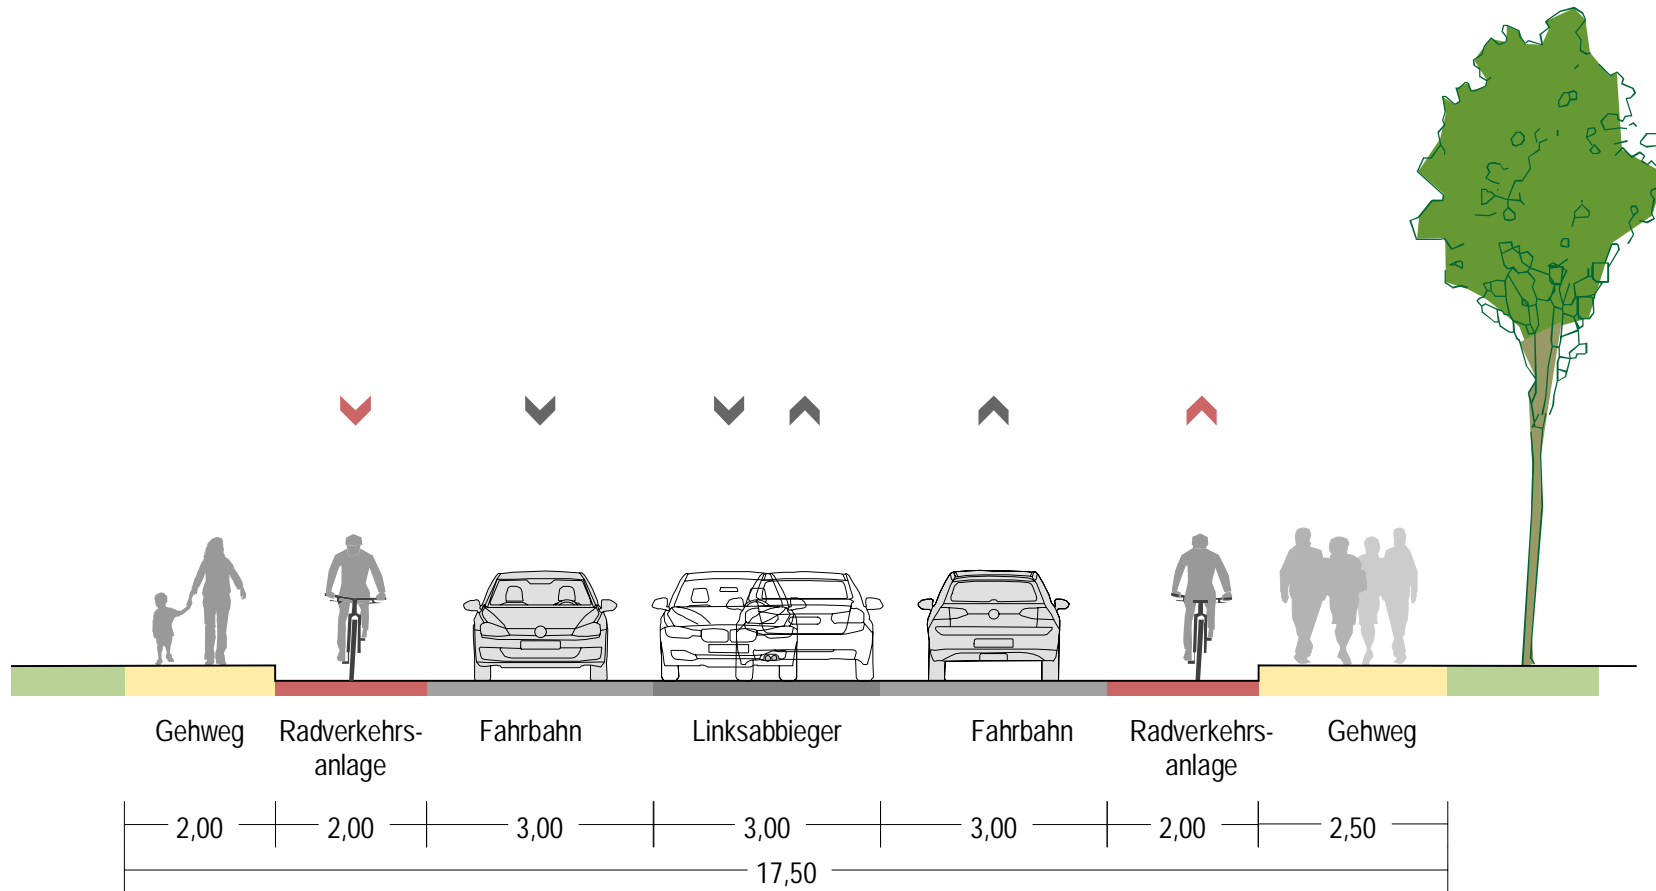 Gehweg Radverkehrs- Fahrbahn Linksabbieger Fahrbahn Radverkehrs- Gehweg
anlage anlage
2,00 2,00 3,00 3,00 3,00 2,00 2,50
17,50